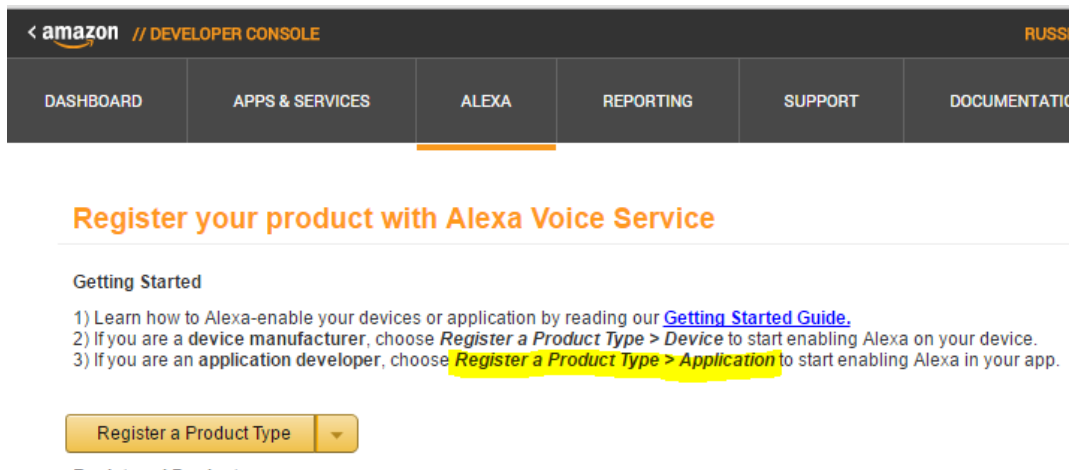 < amazon // DEVELOPER CONSOLE
DASHBOARD APPS & SERVICES ALEXA REPORTING SUPPORT
Register your product with Alexa Voice Service
Getting Started
1) Learn how to Alexa-enable your devices or application by reading our Getting Started Guide.
2) If you are a device manufacturer, choose Register a Product Type > Device to start enabling Alexa on your device.
3) If you are an application developer, choose Register a Product Type > Application to start enabling Alexa in your app.
Register a Product Type